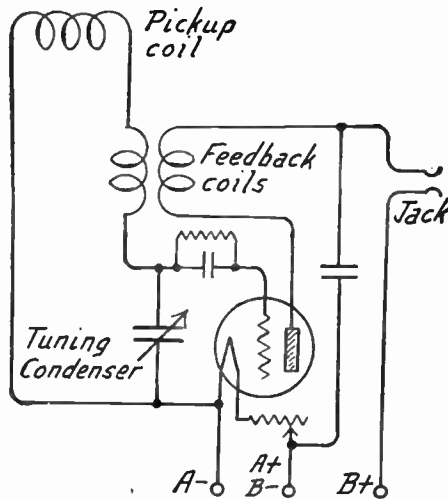 Pickup
coil
Feedback
coils
Jack
Tuning
Condenser
A-
A+
B-
B+